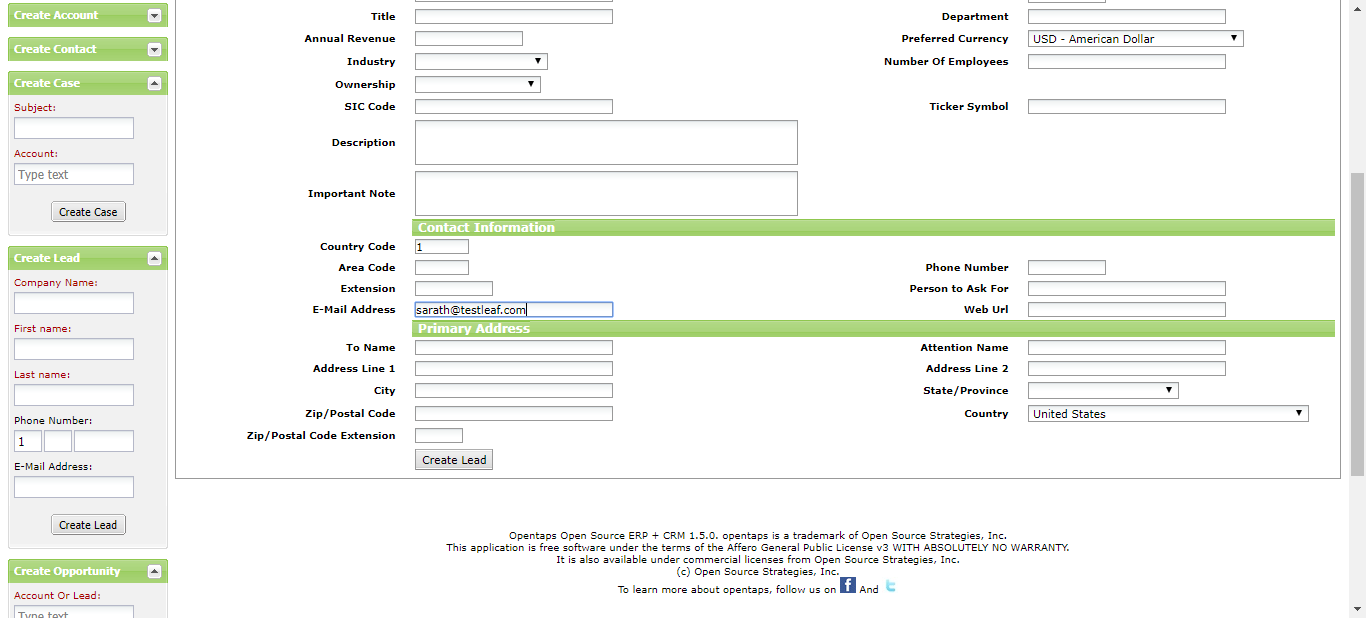 Create Account
Create Contact
Create Case
Subject:
Account:
Type text
Create Case
Create Lead
Company Name:
First name:
Last name:
Phone Number:
1
E-Mail Address:
Create Lead
Create Opportunity
Account Or Lead:
Type text
Title
Department
Annual Revenue
Preferred Currency USD - American Dollar
Industry
Number Of Employees
Ownership
SIC Code
Ticker Symbol
Description
Important Note
Contact Information
Country Code 1
Area Code
Phone Number
Extension
Person to Ask For
E-Mail Address sarath@testleaf.com
Web Url
Primary Address
To Name
Attention Name
Address Line 1
Address Line 2
City
State/Province
Zip/Postal Code
Country United States
Zip/Postal Code Extension
Create Lead
Opentaps Open Source ERP + CRM 1.5.0. opentaps is a trademark of Open Source Strategies, Inc.
This application is free software under the terms of the Affero General Public License v3 WITH ABSOLUTELY NO WARRANTY.
It is also available under commercial licenses from Open Source Strategies, Inc.
(c) Open Source Strategies, Inc.
To learn more about opentaps, follow us on f And t